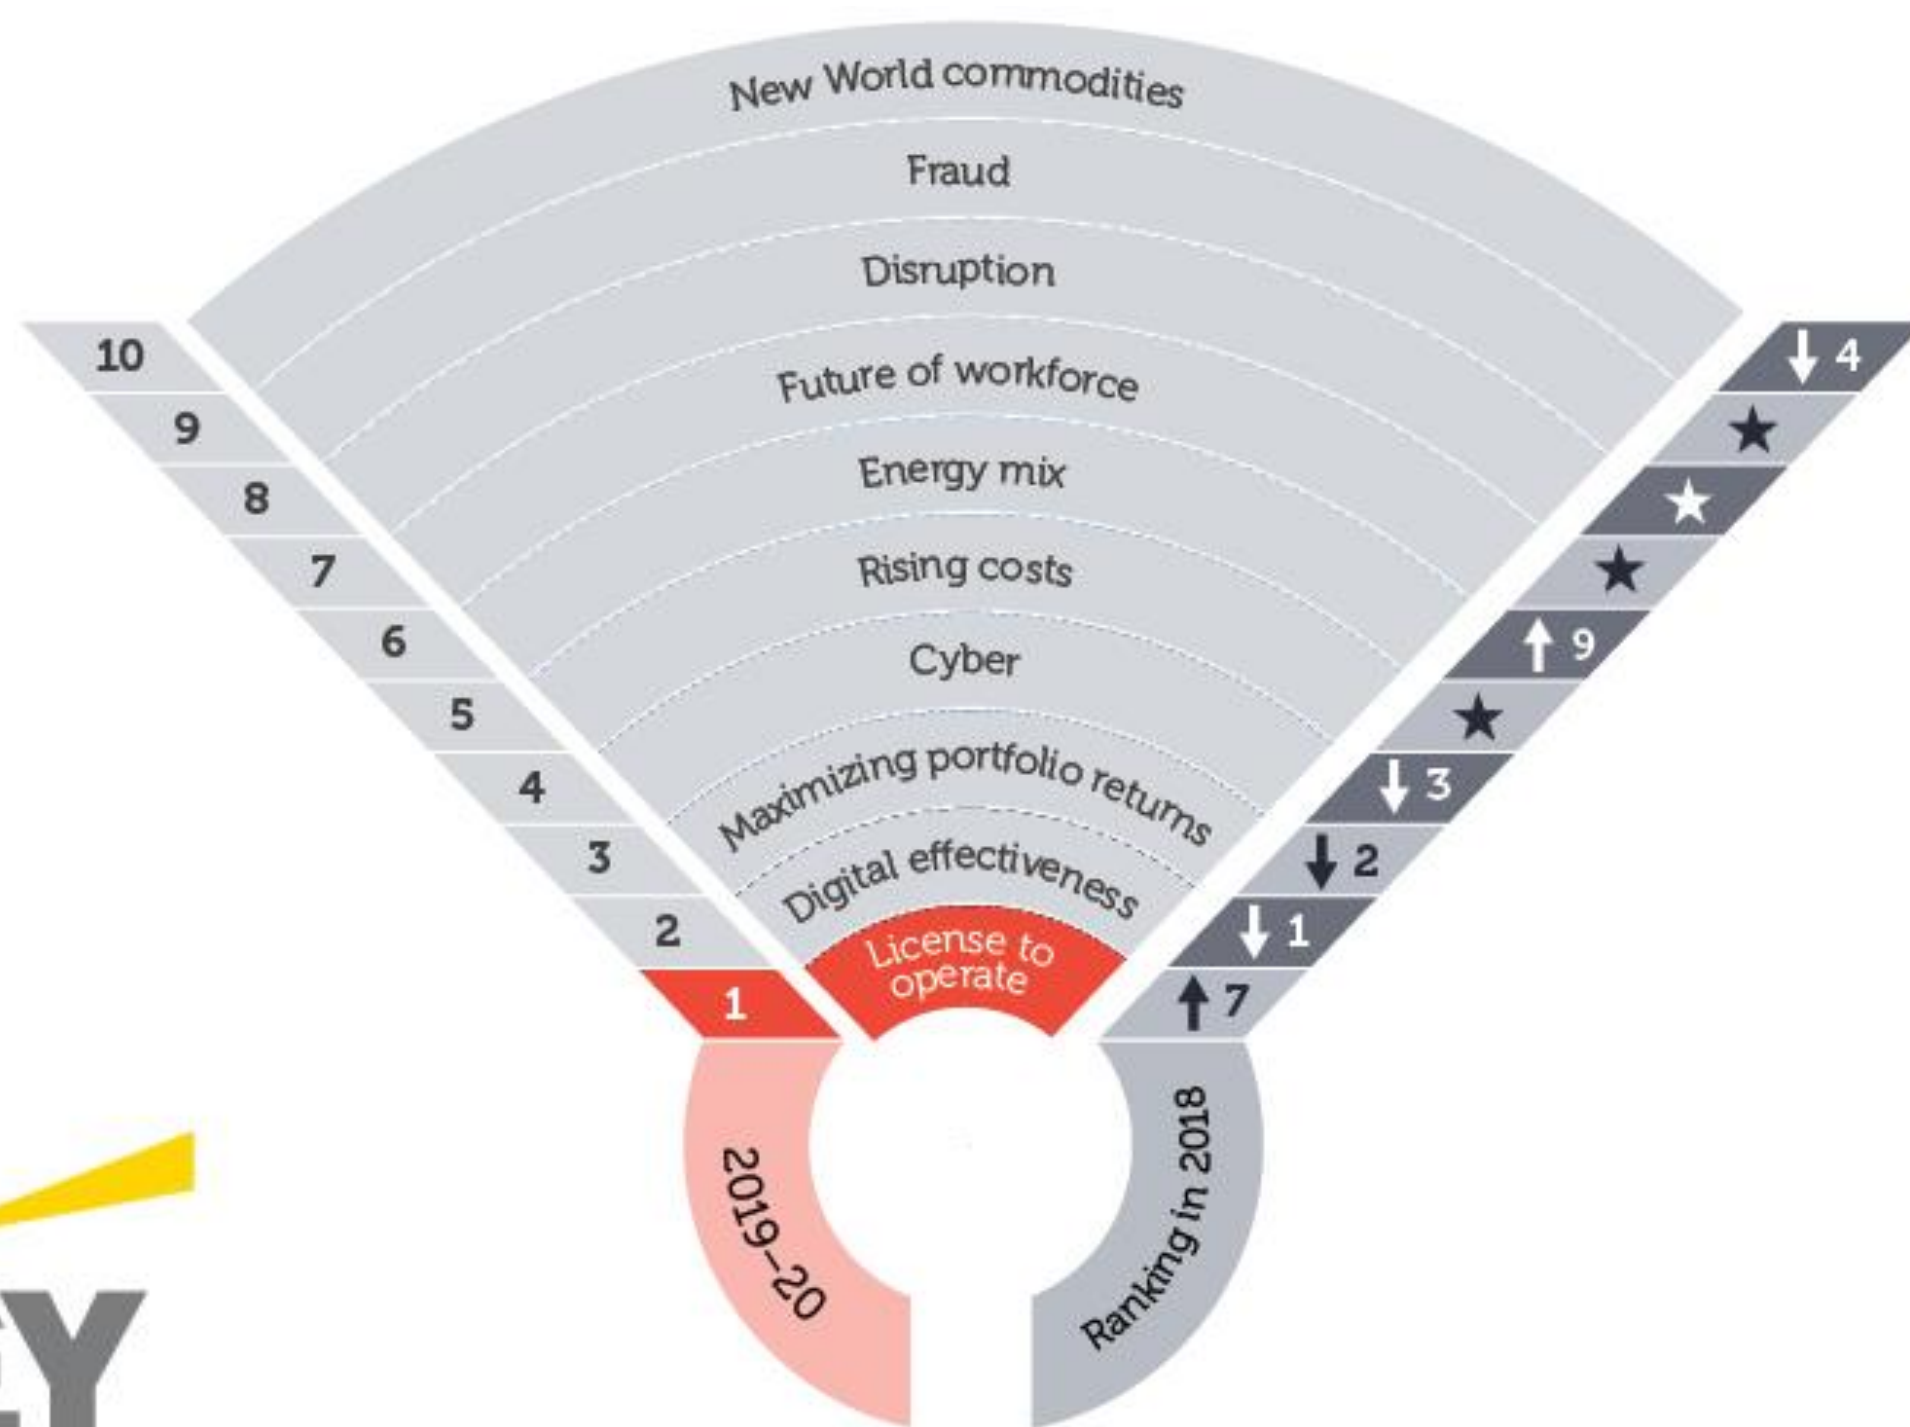 New World commodities
Fraud
Disruption
Future of workforce
Energy mix
Rising costs
Cyber
Maximizing portfolio returns
Digital effectiveness
License to
operate
10
9
8
7
6
5
4
3
2
1
4
9
3
2
1
7
2019–20
Ranking in 2018
Y